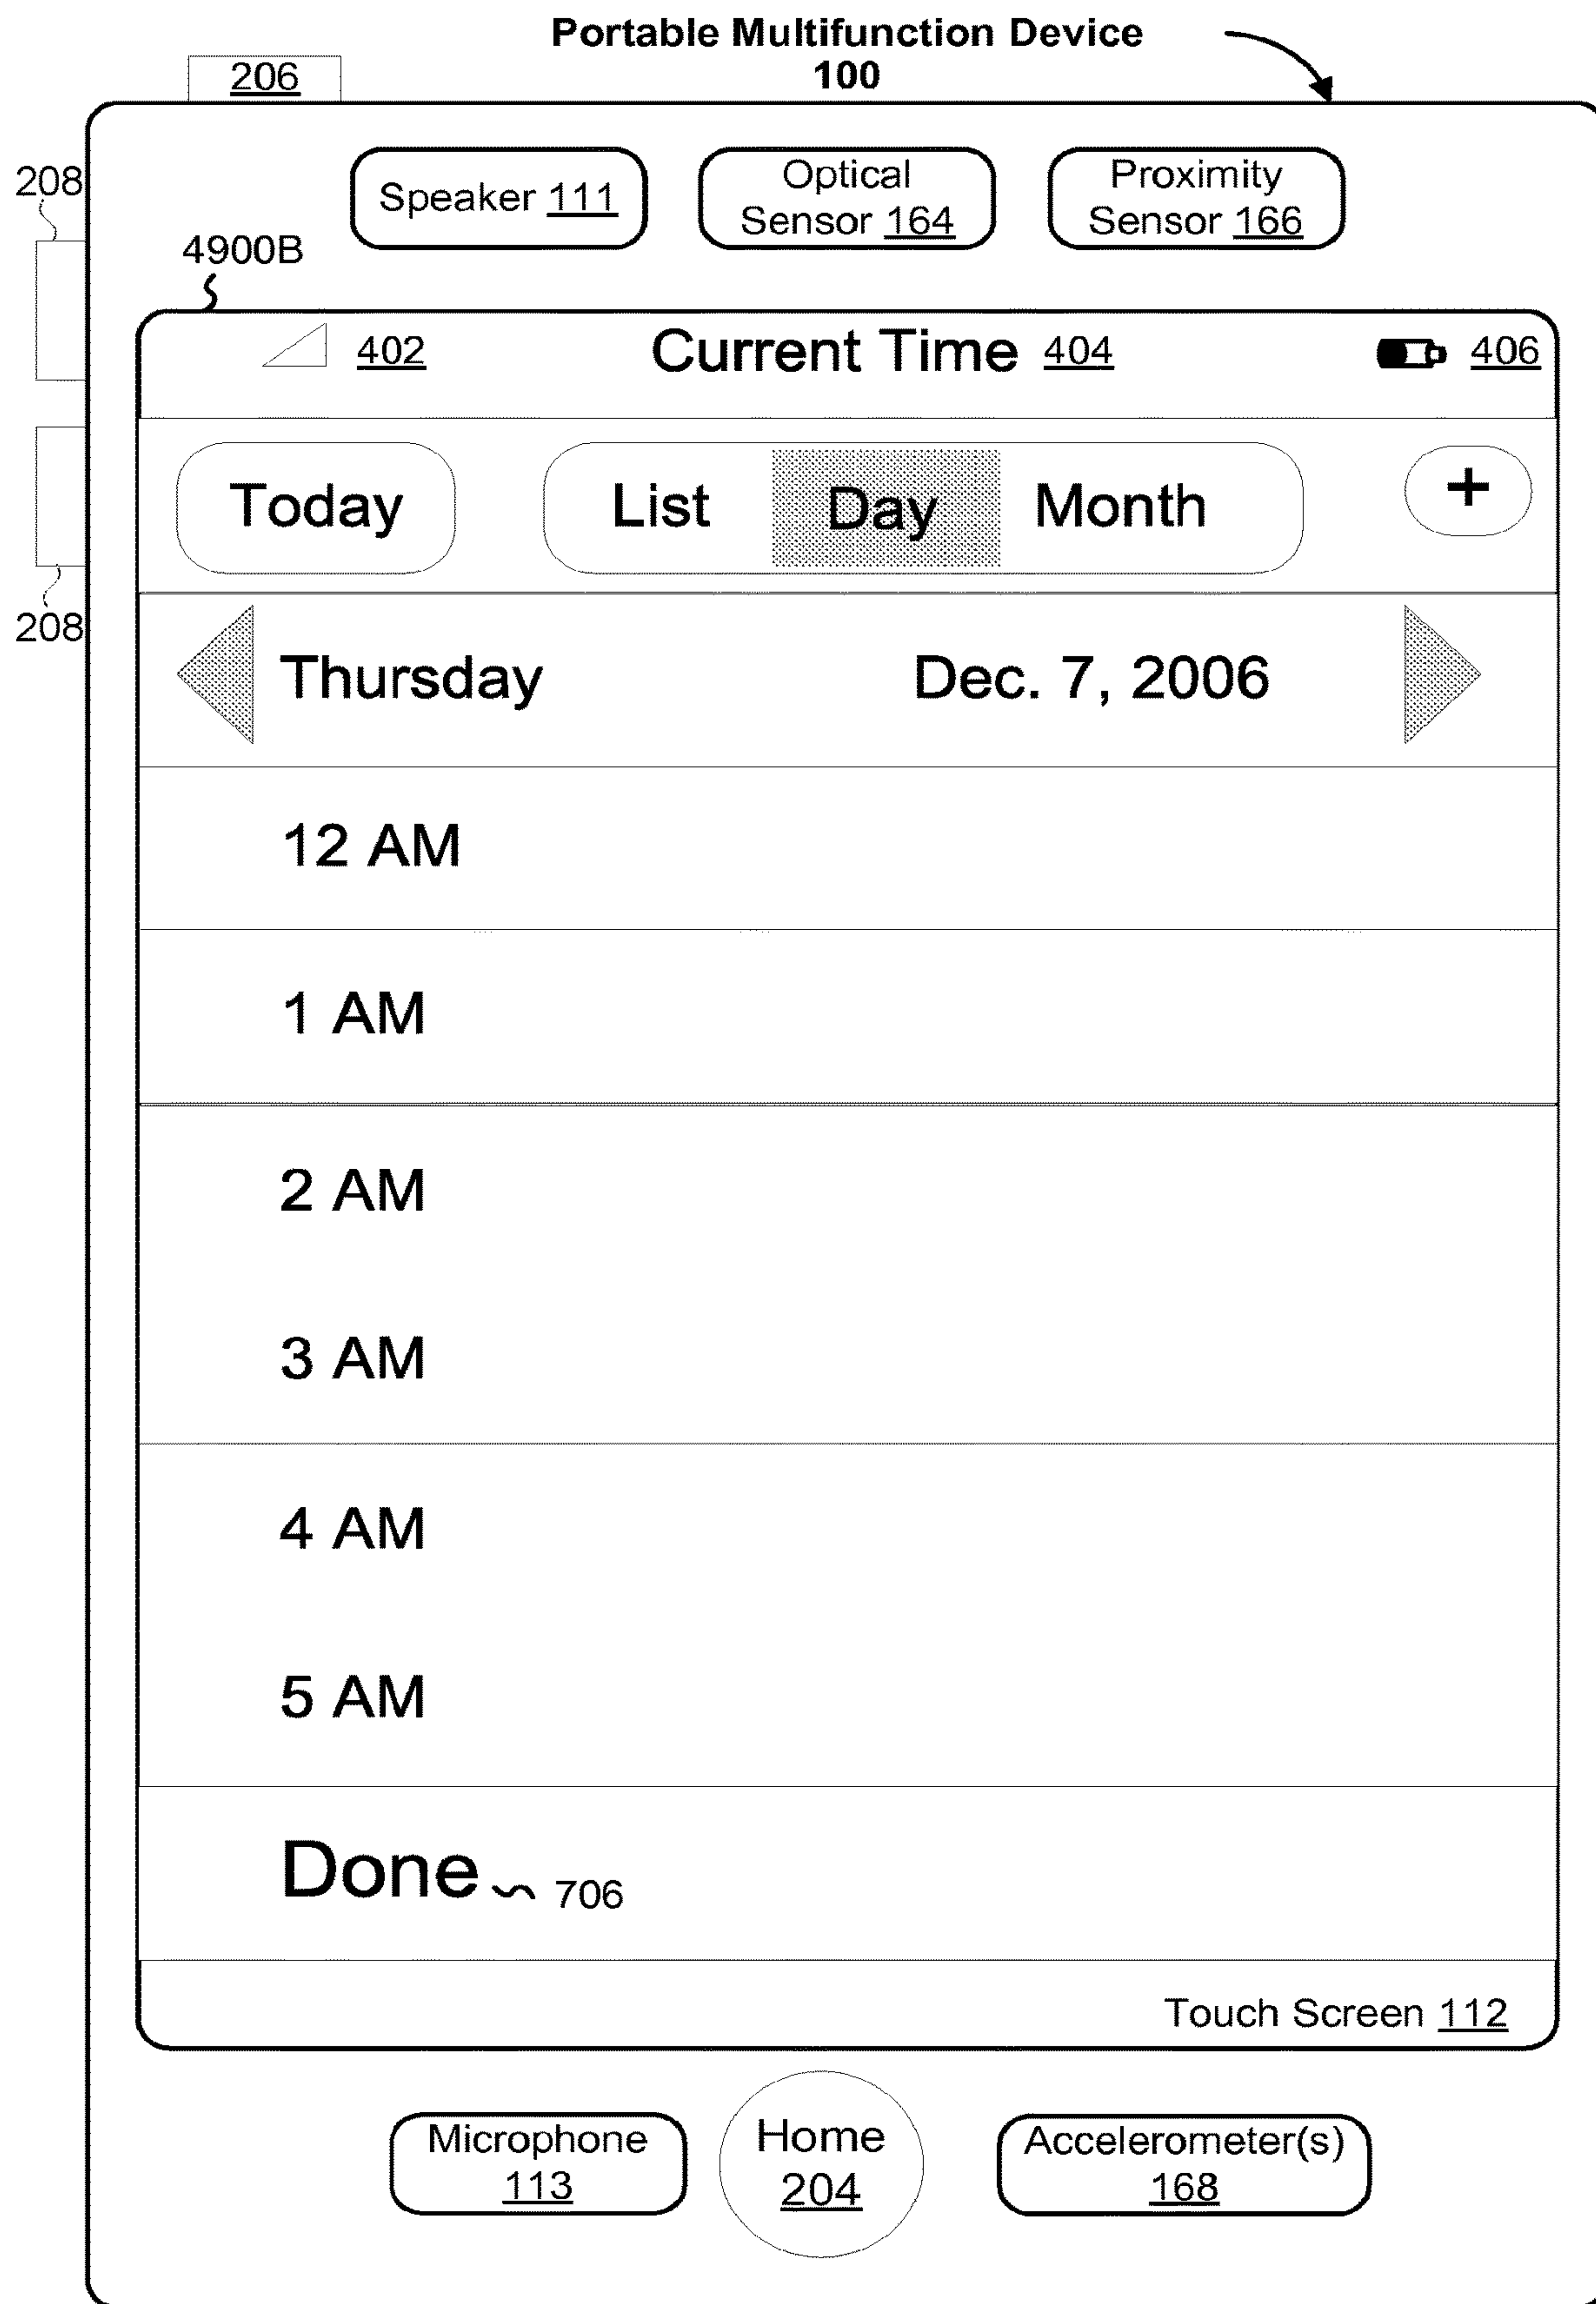 Portable Multifunction Device
100
206
208
Speaker 111
Optical
Sensor 164
Proximity
Sensor 166
4900B
402
Current Time 404
406
Today
List
Day
Month
+
208
Thursday
Dec. 7, 2006
12 AM
1 AM
2 AM
3 AM
4 AM
5 AM
Done
706
Touch Screen 112
Microphone
113
Home
204
Accelerometer(s)
168